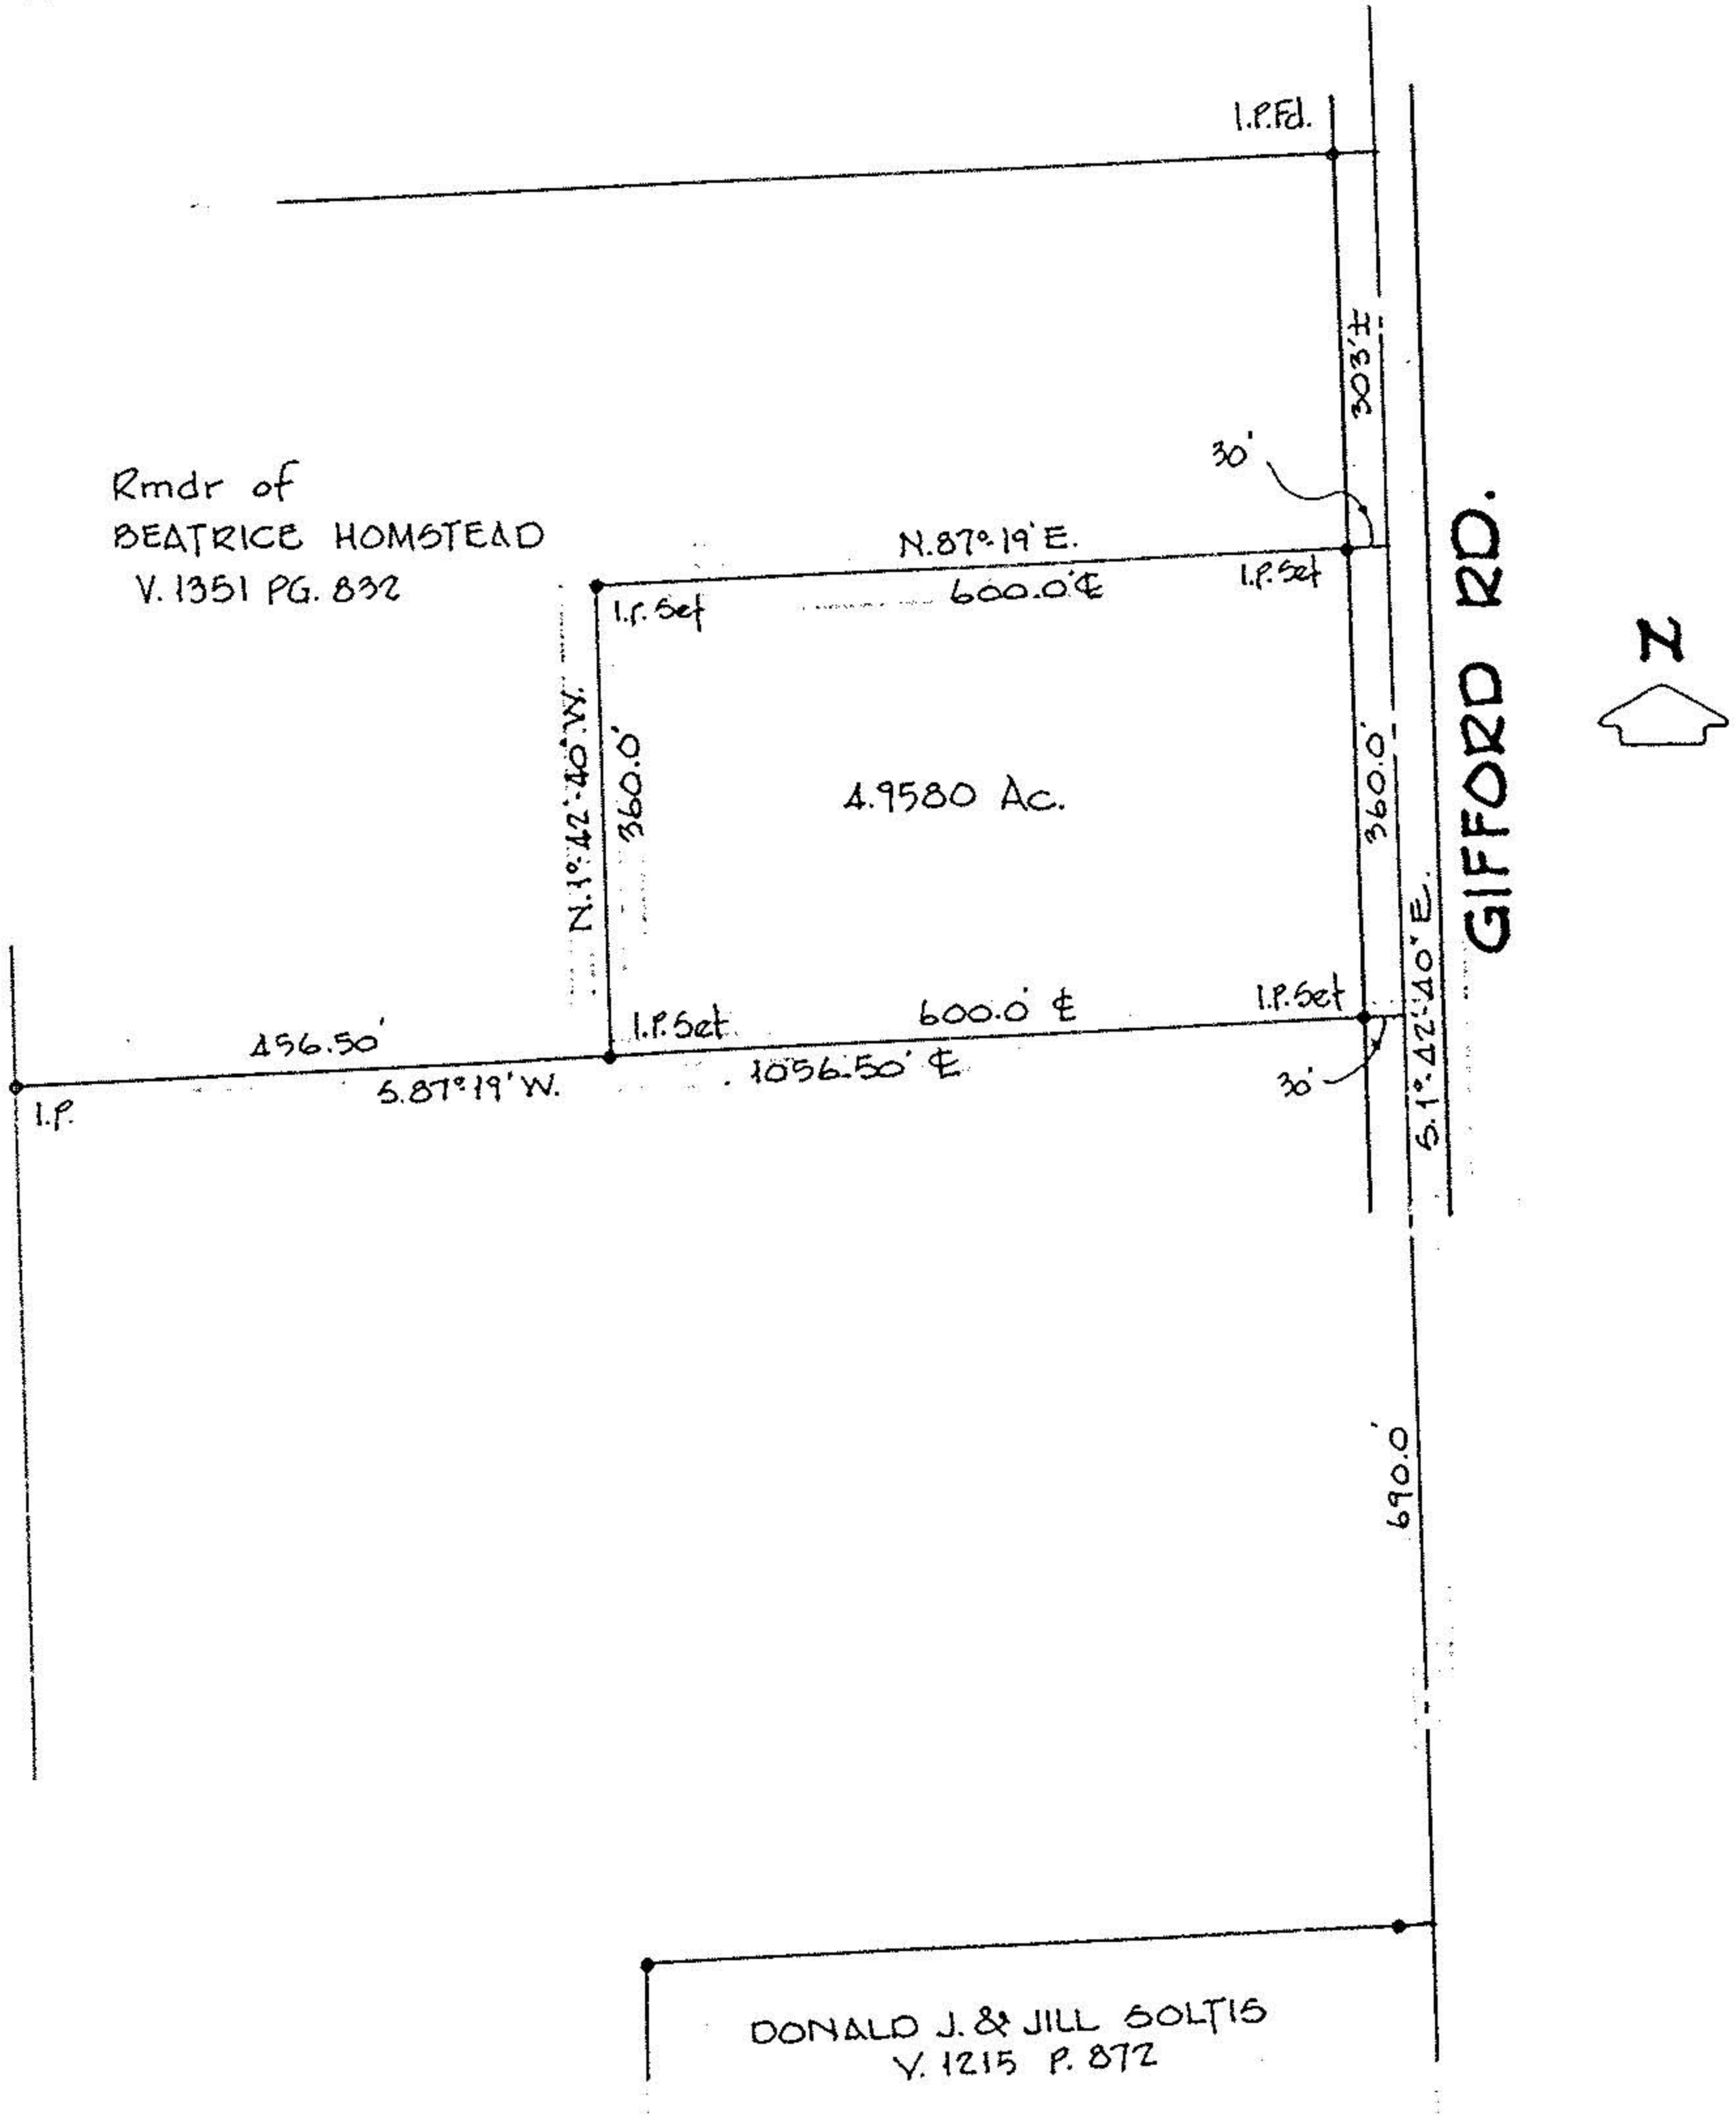 I.P.Fd.
303'±
30'
Rmdr of
BEATRICE HOMSTEAD
V. 1351 PG. 832
N.87°-19'E.
600.0'℄
I.P. Set
I.P. Set
N.1°-42'-40"W.
360.0'
4.9580 Ac.
360.0'
GIFFORD RD.
N
S.1°-42'-40"E.
456.50'
S.87°-19'W.
I.P.
I.P. Set
600.0' ℄
1056.50' ℄
I.P. Set
30'
690.0'
DONALD J. & JILL SOLTIS
V. 1215 P. 872